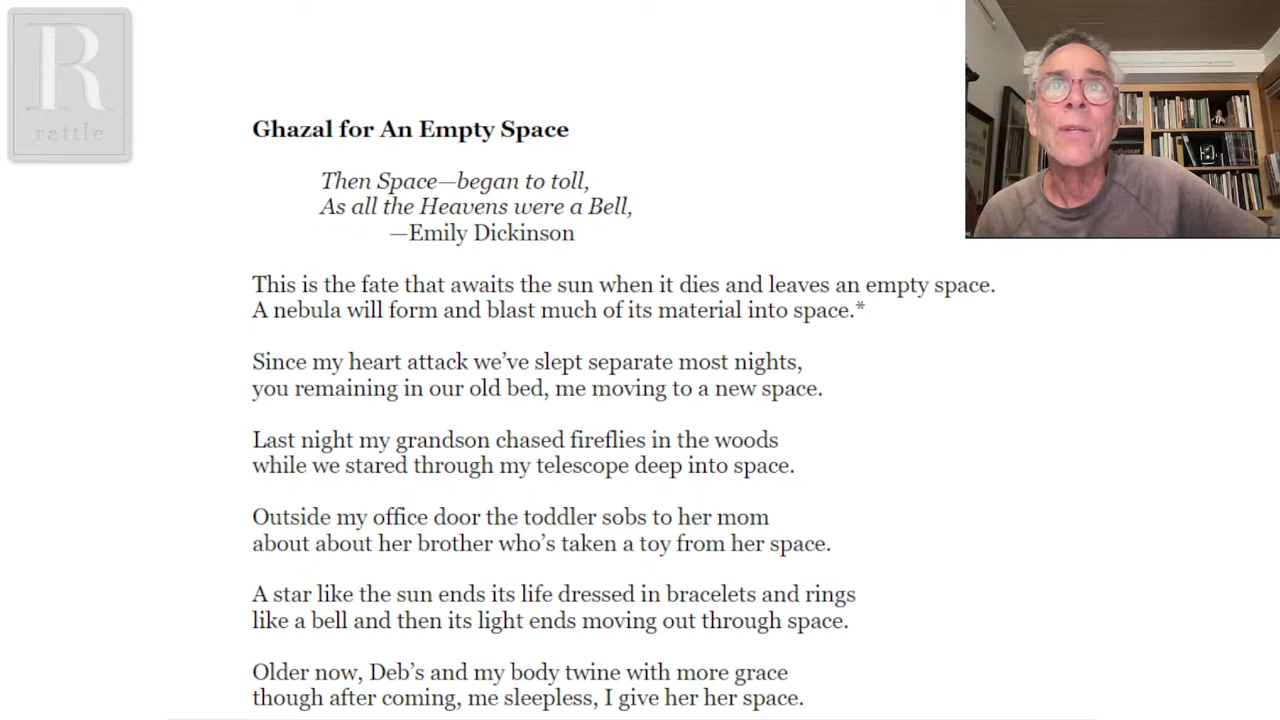 R
rattle
Ghazal for An Empty Space
Then Space—began to toll,
As all the Heavens were a Bell,
—Emily Dickinson
This is the fate that awaits the sun when it dies and leaves an empty space.
A nebula will form and blast much of its material into space.*
Since my heart attack we've slept separate most nights,
you remaining in our old bed, me moving to a new space.
Last night my grandson chased fireflies in the woods
while we stared through my telescope deep into space.
Outside my office door the toddler sobs to her mom
about about her brother who's taken a toy from her space.
A star like the sun ends its life dressed in bracelets and rings
like a bell and then its light ends moving out through space.
Older now, Deb's and my body twine with more grace
though after coming, me sleepless, I give her her space.